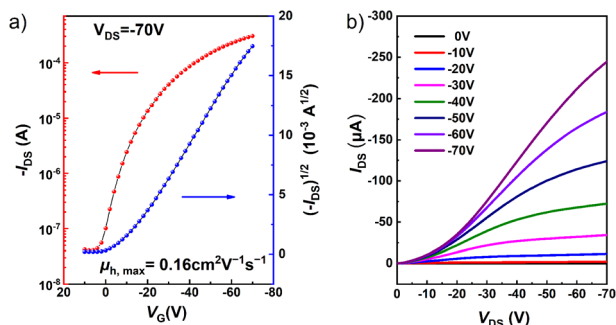 a)
V_DS=-70V
-I_DS (A)
10⁻⁴
10⁻⁵
10⁻⁶
10⁻⁷
10⁻⁸
20
15
10
5
0
(-I_DS)^1/2 (10⁻³ A^1/2)
μ_h, max= 0.16cm²V⁻¹s⁻¹
20 0 -20 -40 -60 -80
V_G(V)
b)
I_DS (μA)
-300
-250
-200
-150
-100
-50
0
0V
-10V
-20V
-30V
-40V
-50V
-60V
-70V
0 -10 -20 -30 -40 -50 -60 -70
V_DS (V)